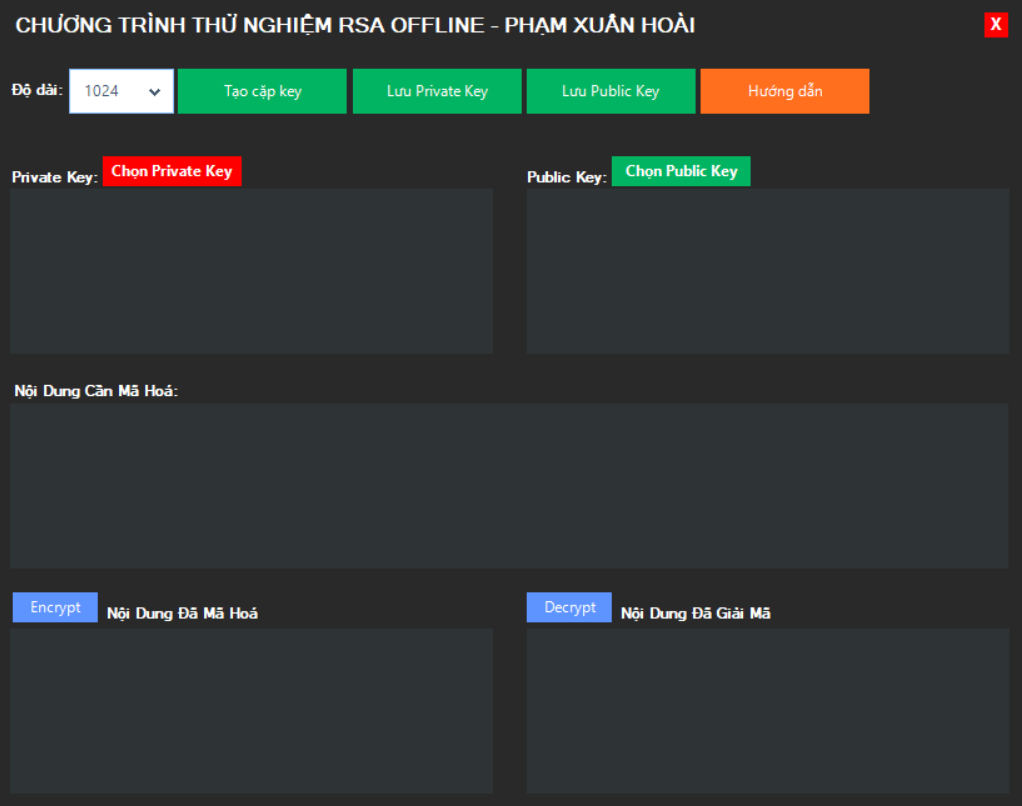 CHƯƠNG TRÌNH THỬ NGHIỆM RSA OFFLINE - PHẠM XUÂN HOÀI X
Độ dài: 1024 Tạo cặp key Lưu Private Key Lưu Public Key Hướng dẫn
Private Key: Chọn Private Key Public Key: Chọn Public Key
Nội Dung Cần Mã Hoá:
Encrypt Nội Dung Đã Mã Hoá Decrypt Nội Dung Đã Giải Mã